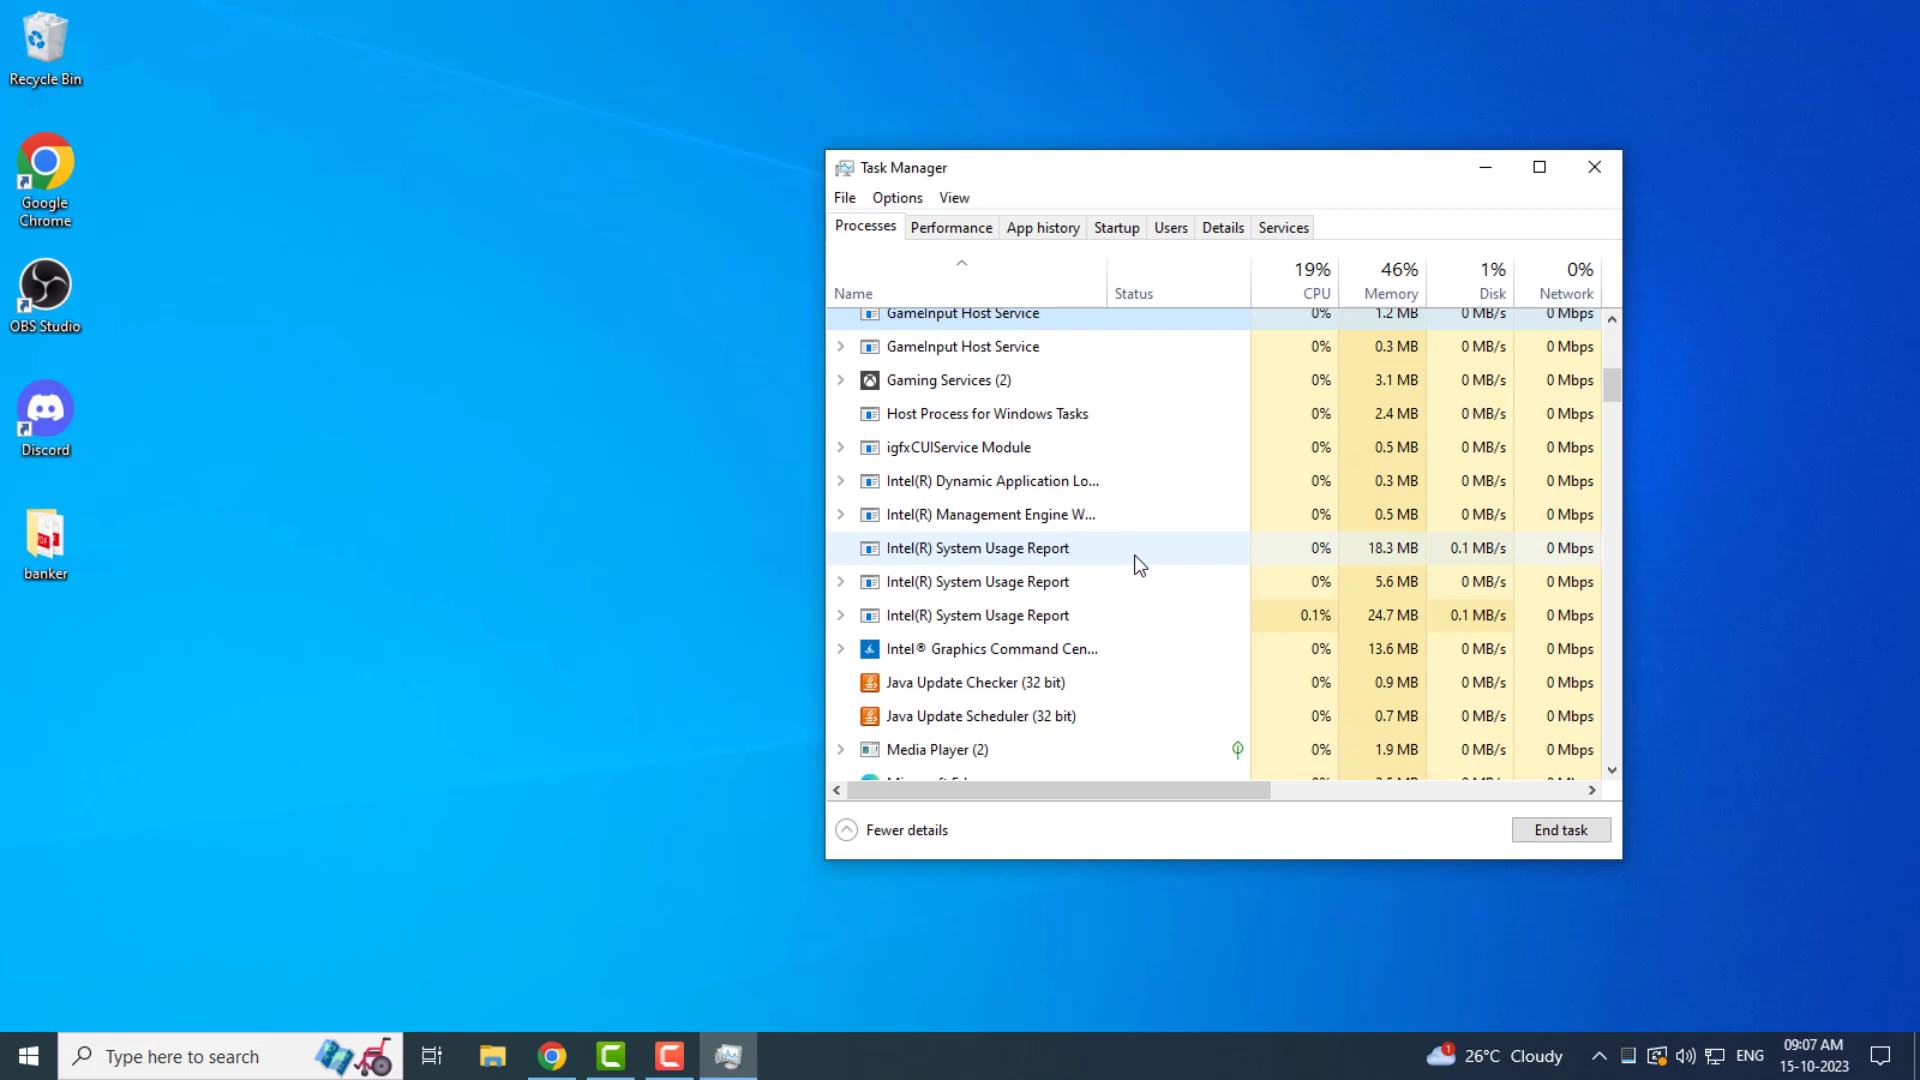 Recycle Bin
Google
Chrome
OBS Studio
Discord
banker
Task Manager
File Options View
Processes Performance App history Startup Users Details Services
19% 46% 1% 0%
Name Status CPU Memory Disk Network
GameInput Host Service 0% 1.2 MB 0 MB/s 0 Mbps
GameInput Host Service 0% 0.3 MB 0 MB/s 0 Mbps
Gaming Services (2) 0% 3.1 MB 0 MB/s 0 Mbps
Host Process for Windows Tasks 0% 2.4 MB 0 MB/s 0 Mbps
igfxCUIService Module 0% 0.5 MB 0 MB/s 0 Mbps
Intel(R) Dynamic Application Lo... 0% 0.3 MB 0 MB/s 0 Mbps
Intel(R) Management Engine W... 0% 0.5 MB 0 MB/s 0 Mbps
Intel(R) System Usage Report 0% 18.3 MB 0.1 MB/s 0 Mbps
Intel(R) System Usage Report 0% 5.6 MB 0 MB/s 0 Mbps
Intel(R) System Usage Report 0.1% 24.7 MB 0.1 MB/s 0 Mbps
Intel® Graphics Command Cen... 0% 13.6 MB 0 MB/s 0 Mbps
Java Update Checker (32 bit) 0% 0.9 MB 0 MB/s 0 Mbps
Java Update Scheduler (32 bit) 0% 0.7 MB 0 MB/s 0 Mbps
Media Player (2) 0% 1.9 MB 0 MB/s 0 Mbps
Fewer details End task
Type here to search
1 26°C Cloudy ENG 09:07 AM
15-10-2023